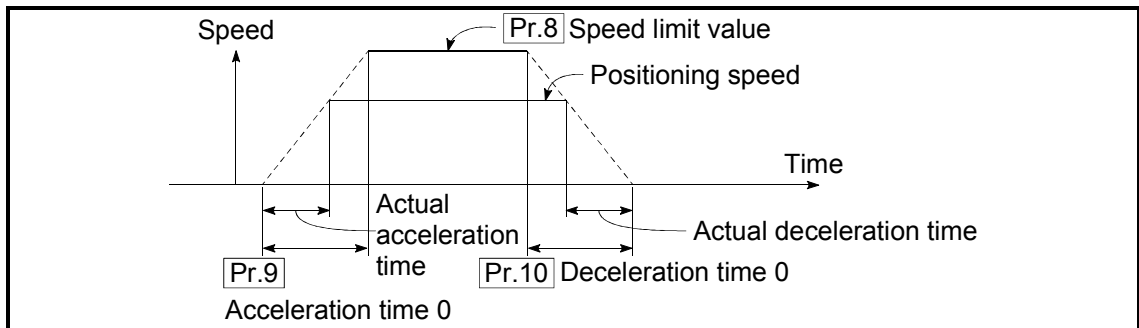 Speed
Pr.8 Speed limit value
Positioning speed
Time
Actual
acceleration
time
Actual deceleration time
Pr.9
Acceleration time 0
Pr.10 Deceleration time 0